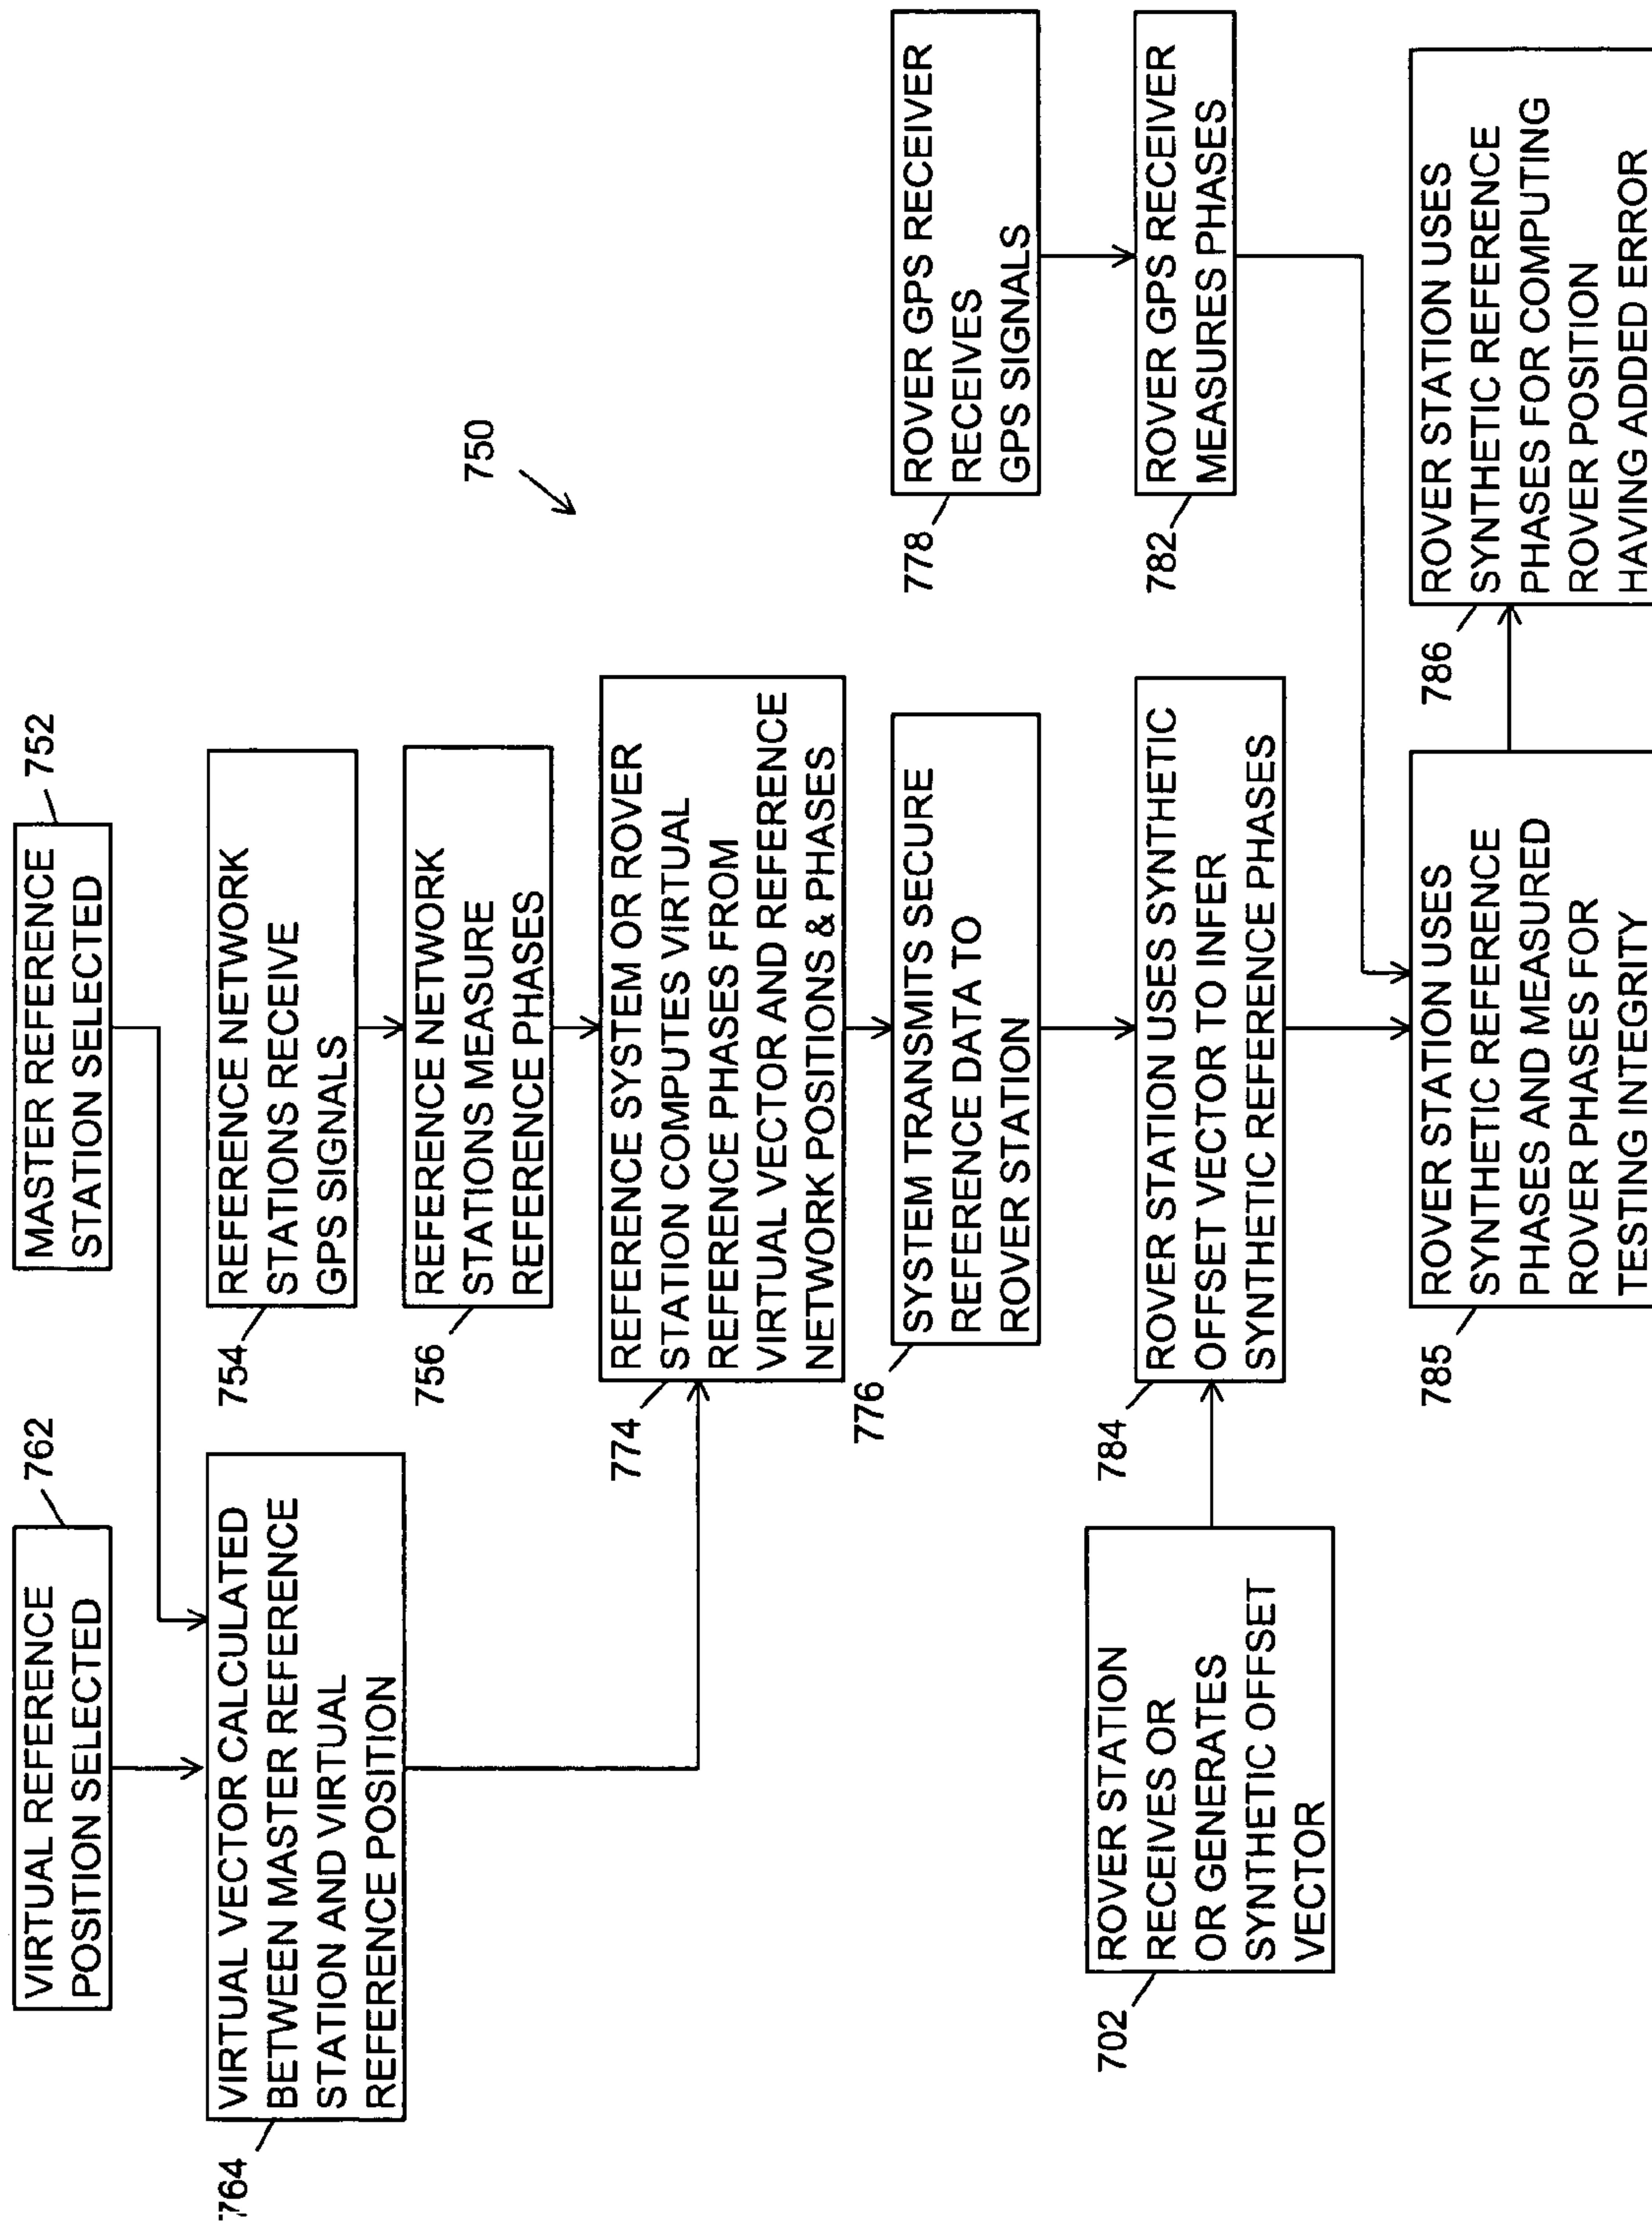 750
VIRTUAL REFERENCE
POSITION SELECTED
762
MASTER REFERENCE
STATION SELECTED
752
764
VIRTUAL VECTOR CALCULATED
BETWEEN MASTER REFERENCE
STATION AND VIRTUAL
REFERENCE POSITION
754
REFERENCE NETWORK
STATIONS RECEIVE
GPS SIGNALS
756
REFERENCE NETWORK
STATIONS MEASURE
REFERENCE PHASES
774
REFERENCE SYSTEM OR ROVER
STATION COMPUTES VIRTUAL
REFERENCE PHASES FROM
VIRTUAL VECTOR AND REFERENCE
NETWORK POSITIONS & PHASES
776
SYSTEM TRANSMITS SECURE
REFERENCE DATA TO
ROVER STATION
778
ROVER GPS RECEIVER
RECEIVES
GPS SIGNALS
702
ROVER STATION
RECEIVES OR
OR GENERATES
SYNTHETIC OFFSET
VECTOR
784
ROVER STATION USES SYNTHETIC
OFFSET VECTOR TO INFER
SYNTHETIC REFERENCE PHASES
782
ROVER GPS RECEIVER
MEASURES PHASES
785
ROVER STATION USES
SYNTHETIC REFERENCE
PHASES AND MEASURED
ROVER PHASES FOR
TESTING INTEGRITY
786
ROVER STATION USES
SYNTHETIC REFERENCE
PHASES FOR COMPUTING
ROVER POSITION
HAVING ADDED ERROR